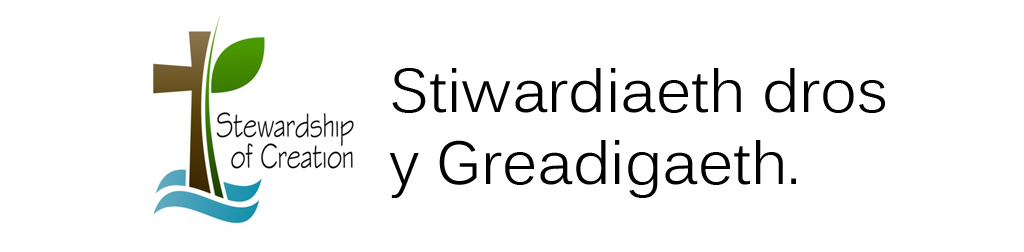 Stewardship
of Creation
Stiwardiaeth dros
y Greadigaeth.